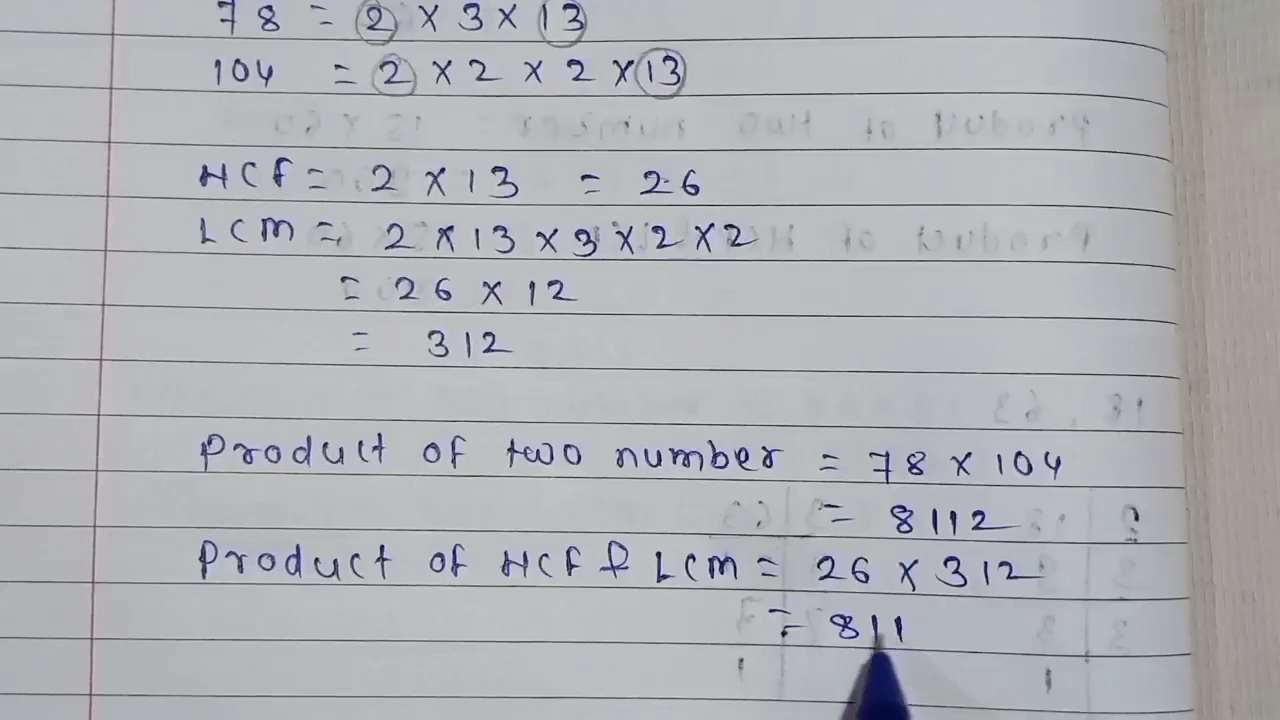 78 = 2 × 3 × 13
104 = 2 × 2 × 2 × 13
HCF = 2 × 13 = 26
LCM = 2 × 13 × 3 × 2 × 2
= 26 × 12
= 312
Product of two number = 78 × 104
= 8112
Product of HCF & LCM = 26 × 312
= 811